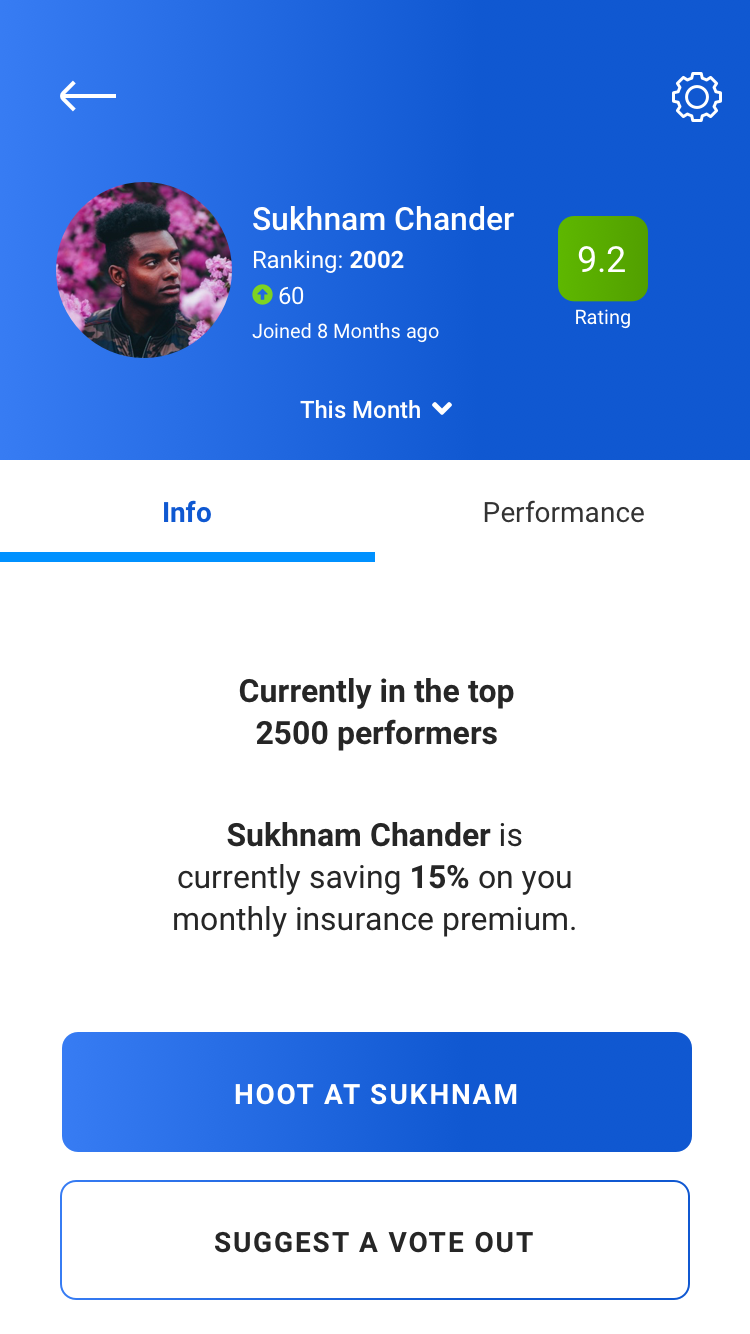 Sukhnam Chander
Ranking: 2002
60
Joined 8 Months ago
9.2
Rating
This Month
Info
Performance
Currently in the top
2500 performers
Sukhnam Chander is
currently saving 15% on you
monthly insurance premium.
HOOT AT SUKHNAM
SUGGEST A VOTE OUT